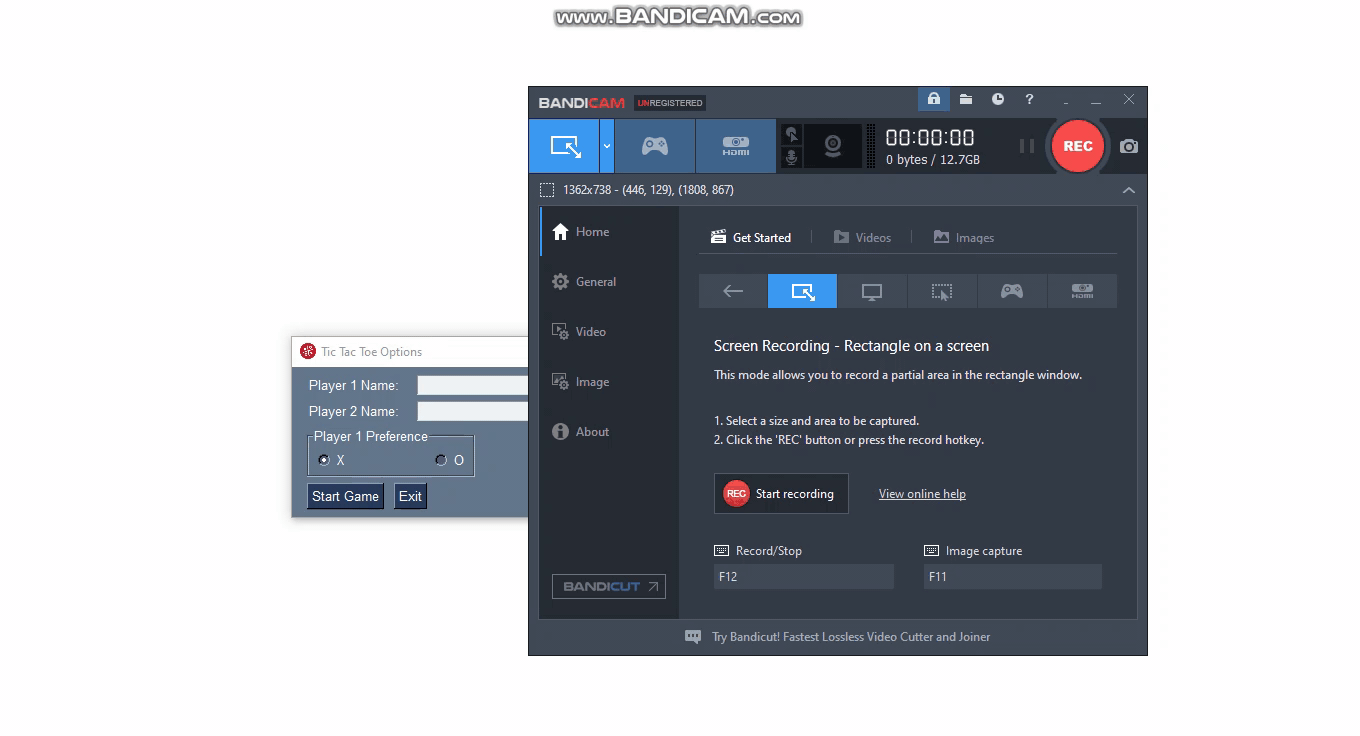 www.BANDICAM.com
BANDICAM UNREGISTERED ?
HDMI
00:00:00
0 bytes / 12.7GB
REC
1362x738 - (446, 129), (1808, 867)
Home
General
Video
Image
About
BANDICUT
Get Started Videos Images
HDMI
Screen Recording - Rectangle on a screen
This mode allows you to record a partial area in the rectangle window.
1. Select a size and area to be captured.
2. Click the 'REC' button or press the record hotkey.
REC Start recording View online help
Record/Stop Image capture
F12 F11
Try Bandicut! Fastest Lossless Video Cutter and Joiner
Tic Tac Toe Options
Player 1 Name:
Player 2 Name:
Player 1 Preference
X O
Start Game Exit